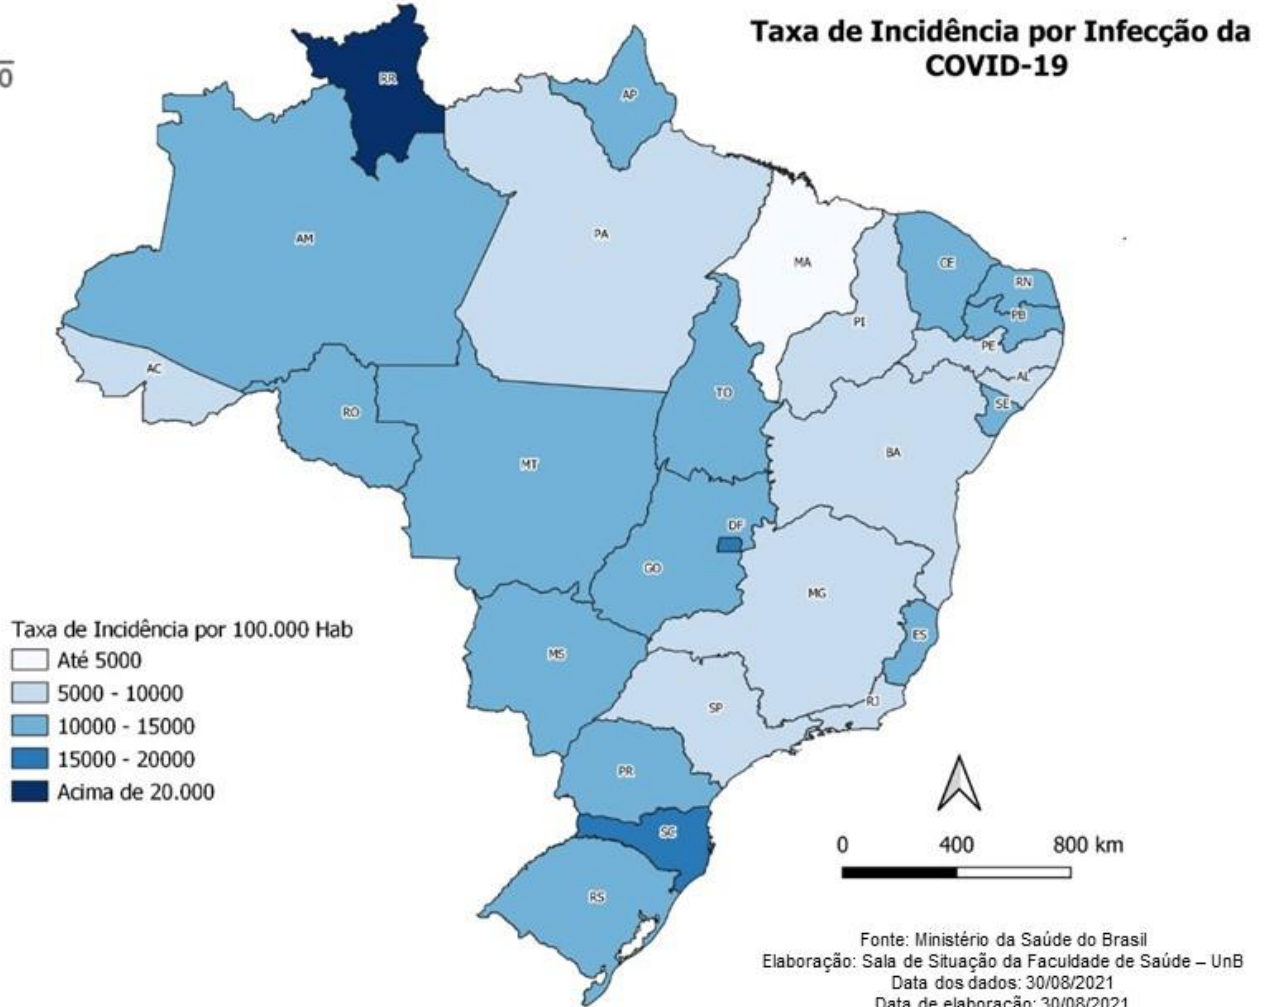 Taxa de Incidência por Infecção da
COVID-19
0
RR
AP
AM
PA
MA
CE
RN
PB
PI
PE
AL
SE
AC
TO
RO
BA
MT
DF
GO
MG
ES
MS
RJ
SP
PR
SC
RS
Taxa de Incidência por 100.000 Hab
Até 5000
5000 - 10000
10000 - 15000
15000 - 20000
Acima de 20.000
0 400 800 km
Fonte: Ministério da Saúde do Brasil
Elaboração: Sala de Situação da Faculdade de Saúde – UnB
Data dos dados: 30/08/2021
Data de elaboração: 30/08/2021